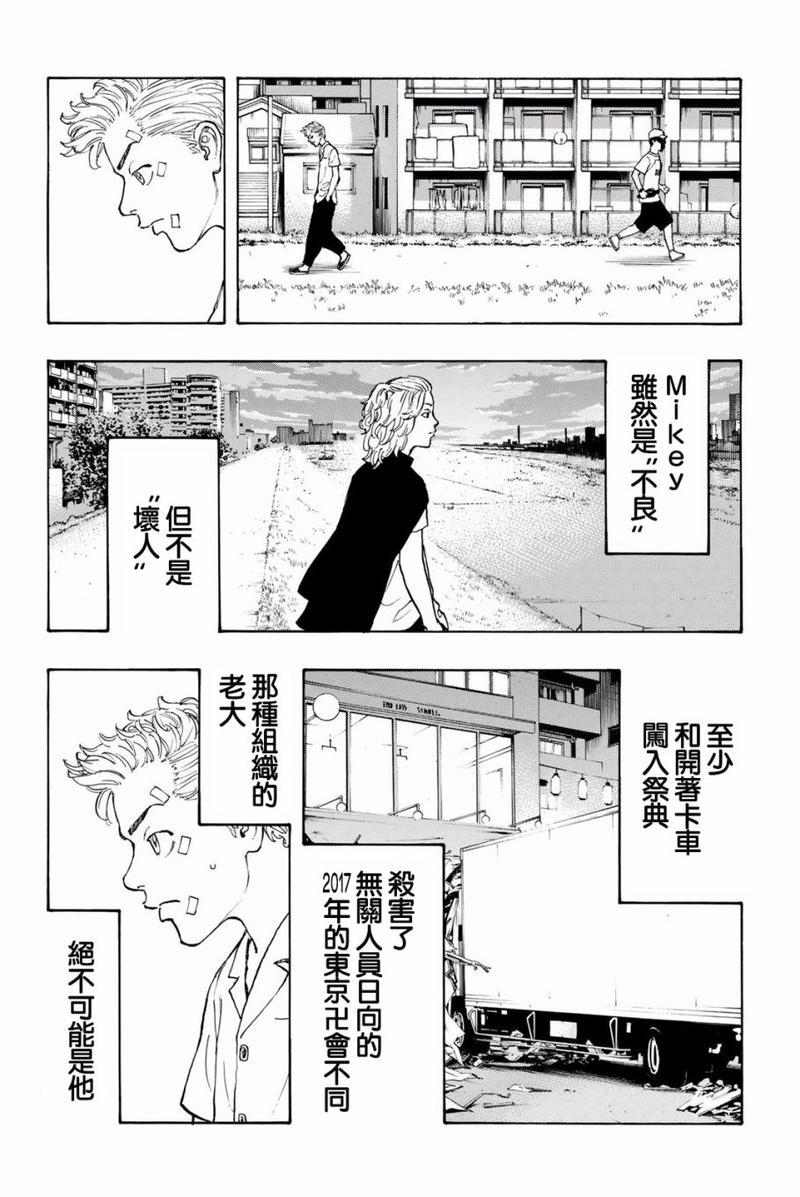 Mikey
雖然是"不良"
但不是
"壞人"
至少
和開著卡車
闖入祭典
殺害了
無關人員日向的
2017年的東京卍會不同
那種組織的
老大
絕不可能是他